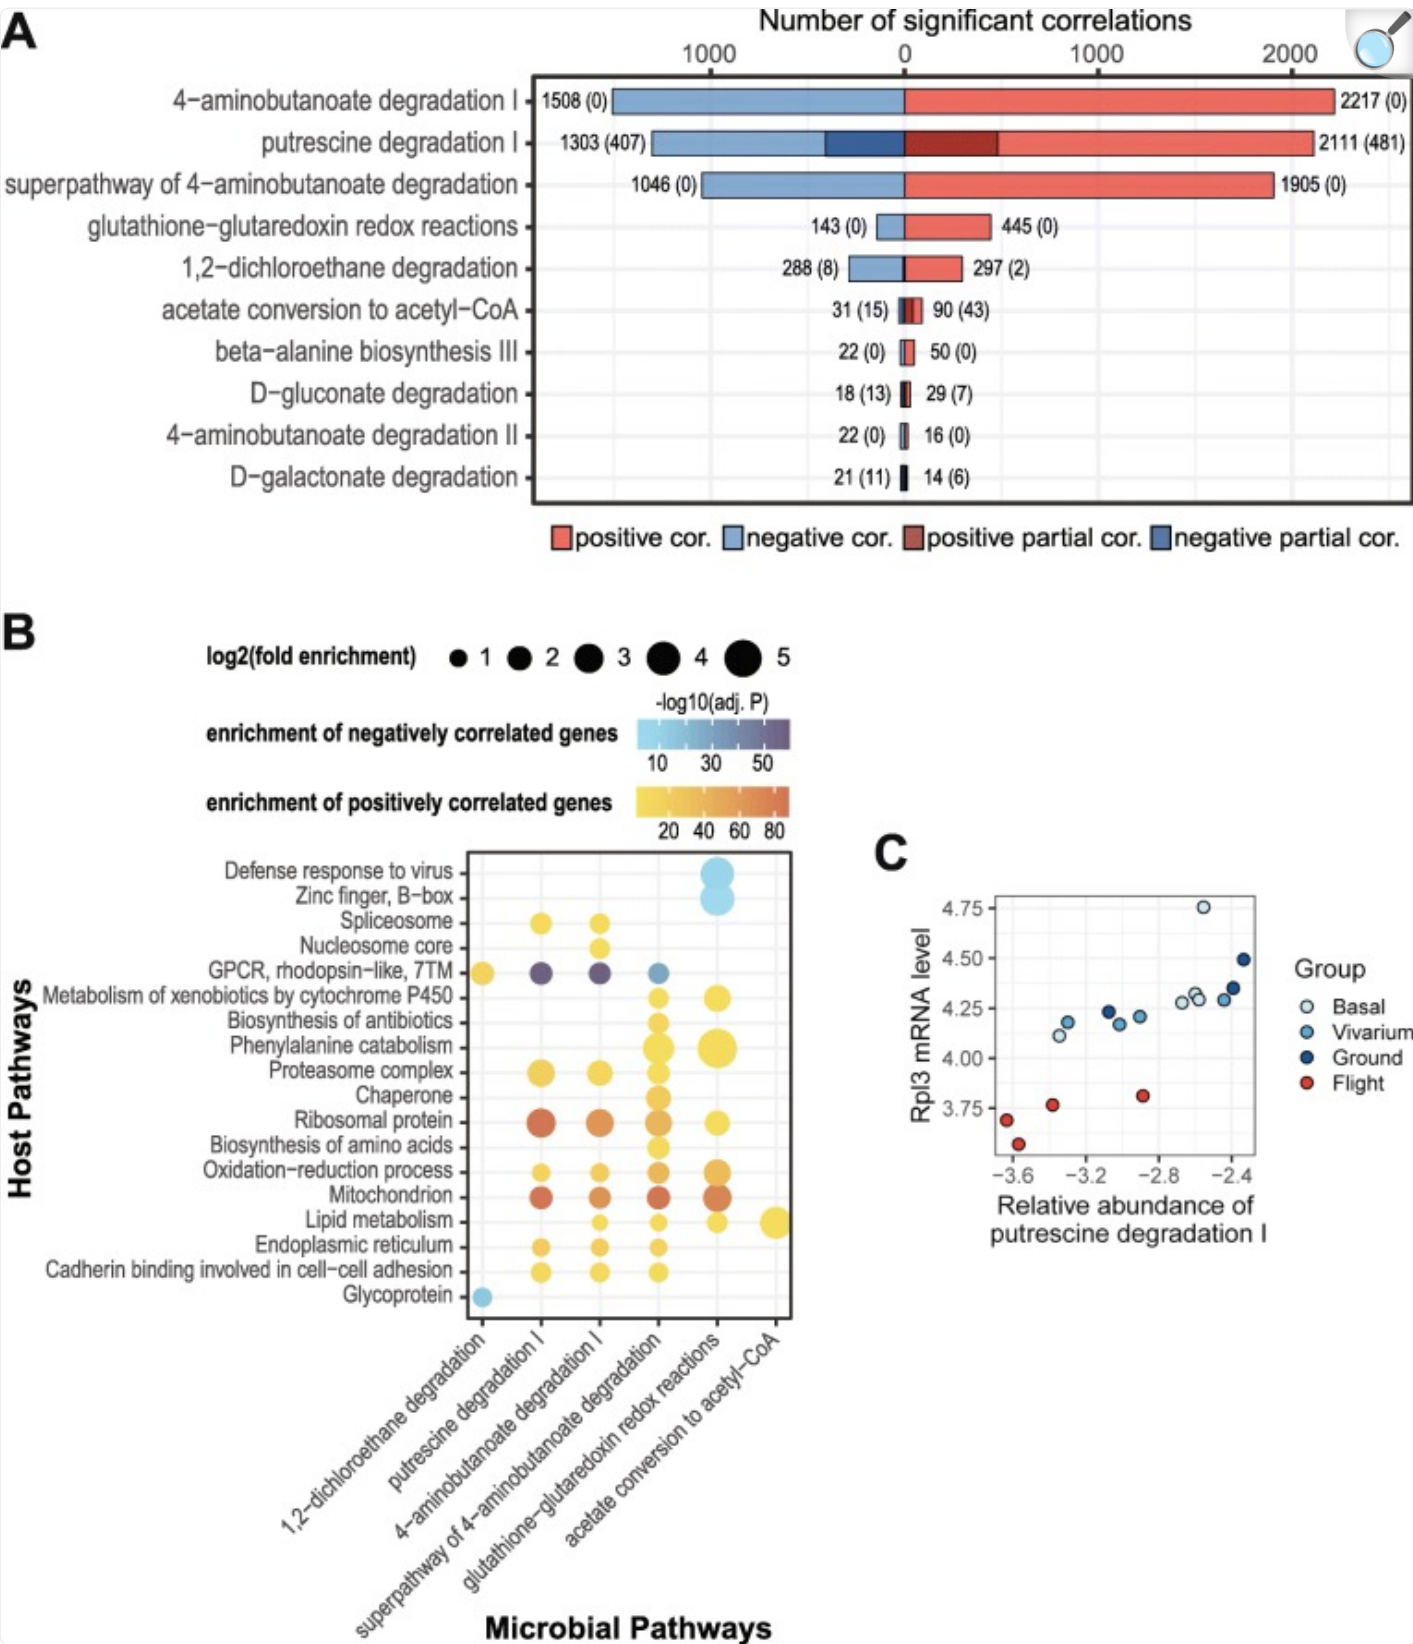 A
Number of significant correlations
1000 0 1000 2000
4−aminobutanoate degradation I 1508 (0) 2217 (0)
putrescine degradation I 1303 (407) 2111 (481)
superpathway of 4−aminobutanoate degradation 1046 (0) 1905 (0)
glutathione−glutaredoxin redox reactions 143 (0) 445 (0)
1,2−dichloroethane degradation 288 (8) 297 (2)
acetate conversion to acetyl−CoA 31 (15) 90 (43)
beta−alanine biosynthesis III 22 (0) 50 (0)
D−gluconate degradation 18 (13) 29 (7)
4−aminobutanoate degradation II 22 (0) 16 (0)
D−galactonate degradation 21 (11) 14 (6)
positive cor. negative cor. positive partial cor. negative partial cor.
B
log2(fold enrichment) 1 2 3 4 5
-log10(adj. P)
enrichment of negatively correlated genes
10 30 50
enrichment of positively correlated genes
20 40 60 80
Host Pathways
Defense response to virus
Zinc finger, B−box
Spliceosome
Nucleosome core
GPCR, rhodopsin−like, 7TM
Metabolism of xenobiotics by cytochrome P450
Biosynthesis of antibiotics
Phenylalanine catabolism
Proteasome complex
Chaperone
Ribosomal protein
Biosynthesis of amino acids
Oxidation−reduction process
Mitochondrion
Lipid metabolism
Endoplasmic reticulum
Cadherin binding involved in cell−cell adhesion
Glycoprotein
1,2−dichloroethane degradation
putrescine degradation I
4−aminobutanoate degradation I
superpathway of 4−aminobutanoate degradation
glutathione−glutaredoxin redox reactions
acetate conversion to acetyl−CoA
Microbial Pathways
C
Rpl3 mRNA level
4.75
4.50
4.25
4.00
3.75
−3.6 −3.2 −2.8 −2.4
Relative abundance of
putrescine degradation I
Group
Basal
Vivarium
Ground
Flight